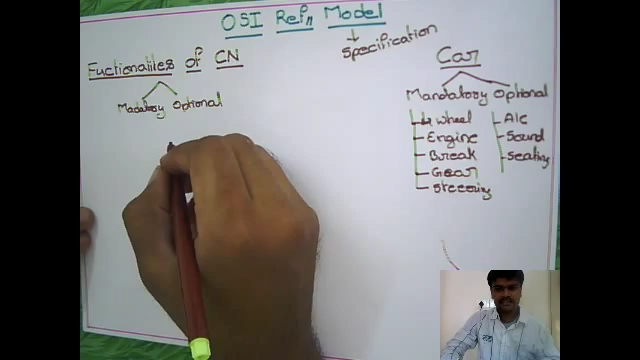 OSI Refn Model
Specification
Fuctionalites of CN
Madatory Optional
Car
Mandatory Optional
4 wheel
Engine
Break
Gear
Steering
A/c
Sound
Seating